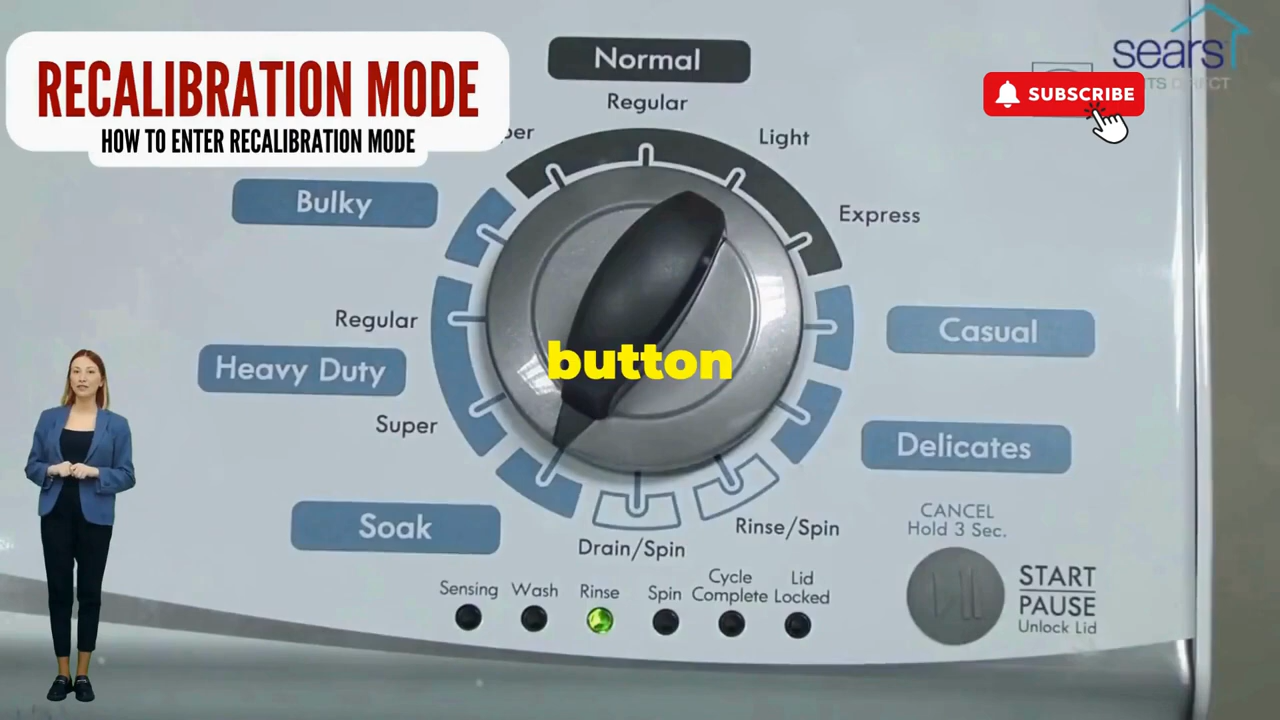 RECALIBRATION MODE
HOW TO ENTER RECALIBRATION MODE
sears
SUBSCRIBE
Normal
Regular
Light
Express
Bulky
Regular
Heavy Duty
Super
Casual
button
Delicates
Soak
Drain/Spin
Rinse/Spin
CANCEL
Hold 3 Sec.
Sensing
Wash
Rinse
Spin
Cycle
Complete
Lid
Locked
START
PAUSE
Unlock Lid